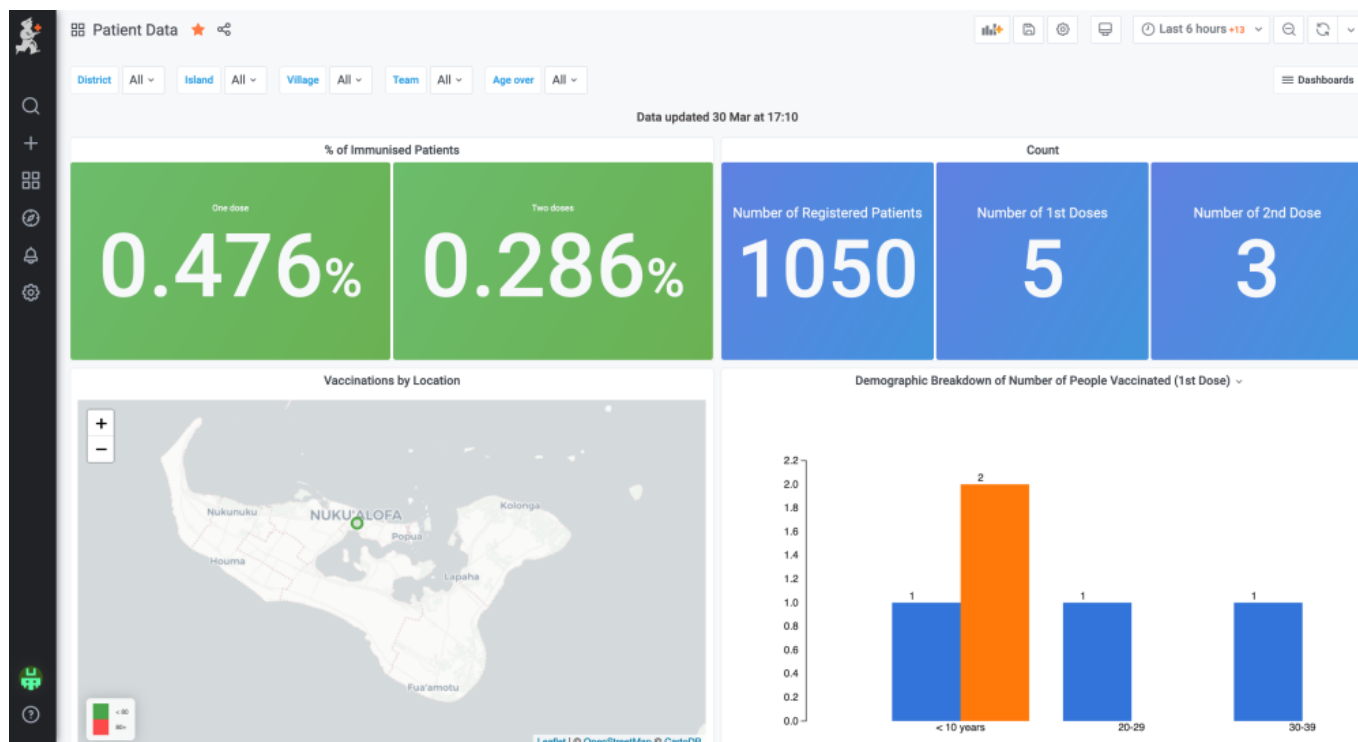 Patient Data
Last 6 hours +13
District All Island All Village All Team All Age over All
Dashboards
Data updated 30 Mar at 17:10
% of Immunised Patients
One dose
0.476%
Two doses
0.286%
Count
Number of Registered Patients
1050
Number of 1st Doses
5
Number of 2nd Dose
3
Vaccinations by Location
+
−
Nukunuku
NUKU'ALOFA
Kolonga
Popua
Houma
Lapaha
Fua'amotu
< 80
80+
Leaflet | © OpenStreetMap © CartoDB
Demographic Breakdown of Number of People Vaccinated (1st Dose)
2.2
2.0
1.8
1.6
1.4
1.2
1.0
0.8
0.6
0.4
0.2
0.0
1
2
1
1
< 10 years
20-29
30-39